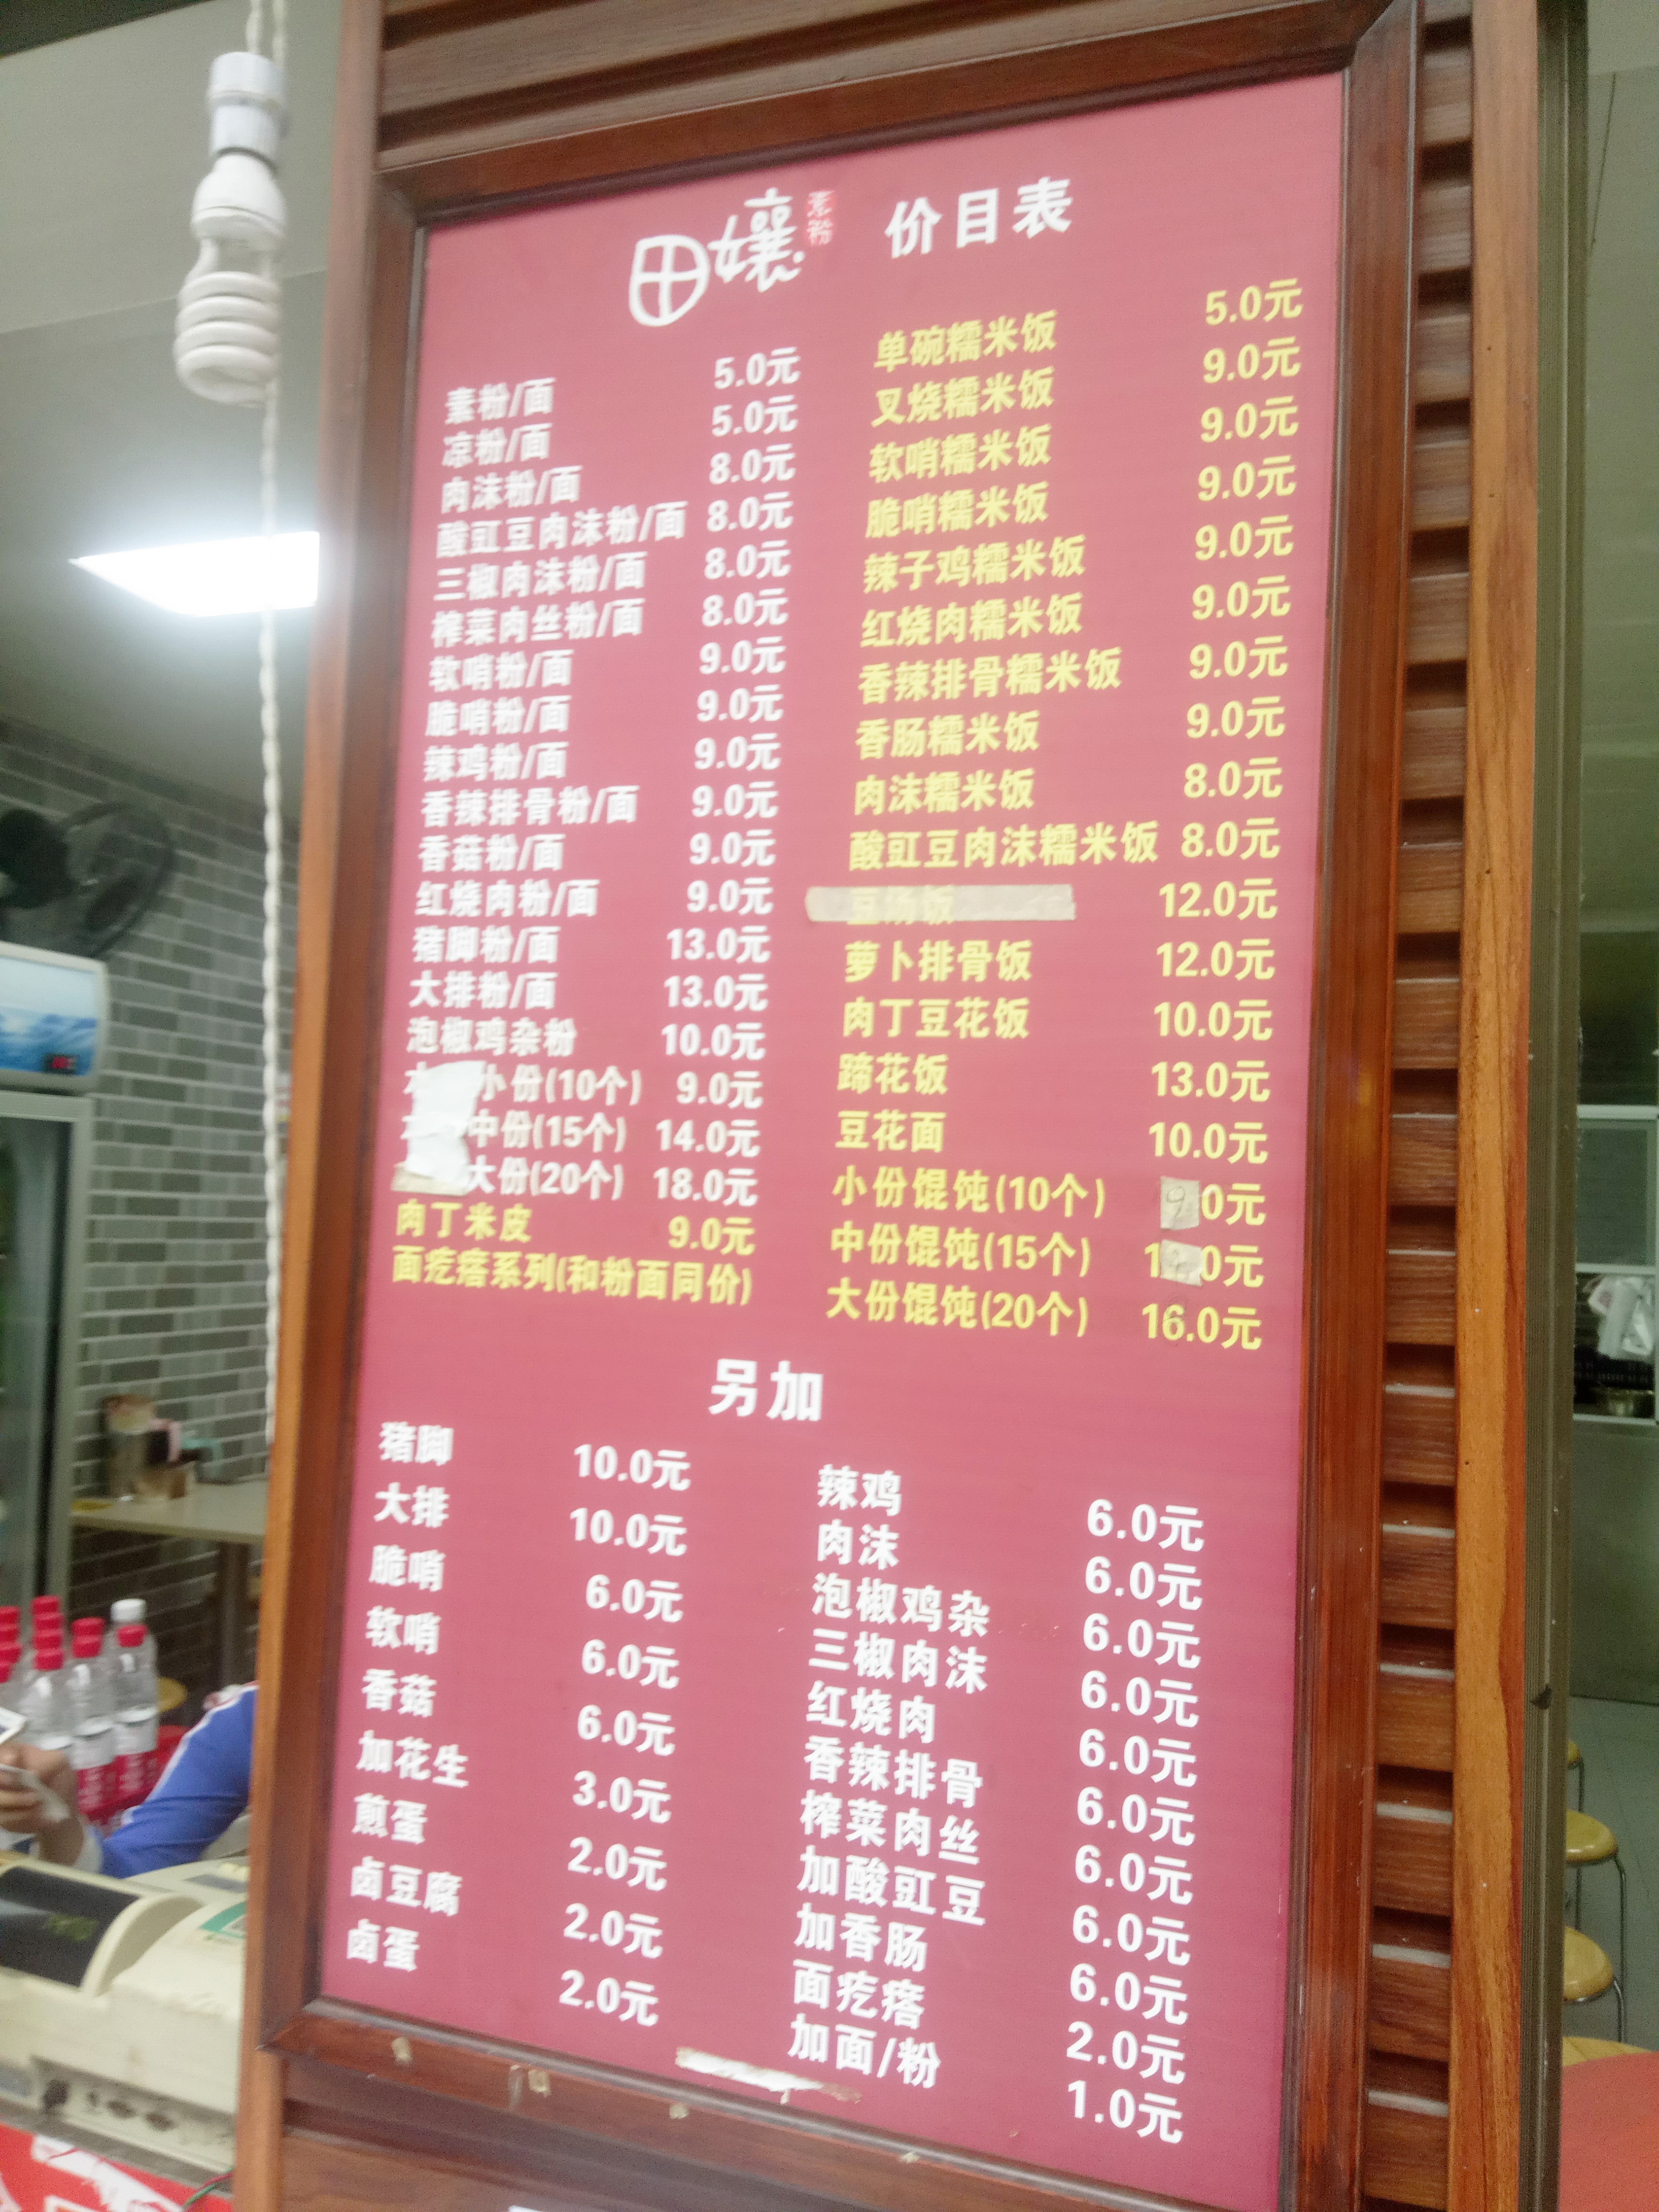 田孃 素粉 价目表
素粉/面 5.0元
凉粉/面 5.0元
肉沫粉/面 8.0元
酸豇豆肉沫粉/面 8.0元
三椒肉沫粉/面 8.0元
榨菜肉丝粉/面 8.0元
软哨粉/面 9.0元
脆哨粉/面 9.0元
辣鸡粉/面 9.0元
香辣排骨粉/面 9.0元
香菇粉/面 9.0元
红烧肉粉/面 9.0元
猪脚粉/面 13.0元
大排粉/面 13.0元
泡椒鸡杂粉 10.0元
小份(10个) 9.0元
中份(15个) 14.0元
大份(20个) 18.0元
肉丁米皮 9.0元
面疙瘩系列(和粉面同价)
单碗糯米饭 5.0元
叉烧糯米饭 9.0元
软哨糯米饭 9.0元
脆哨糯米饭 9.0元
辣子鸡糯米饭 9.0元
红烧肉糯米饭 9.0元
香辣排骨糯米饭 9.0元
香肠糯米饭 9.0元
肉沫糯米饭 8.0元
酸豇豆肉沫糯米饭 8.0元
12.0元
萝卜排骨饭 12.0元
肉丁豆花饭 10.0元
蹄花饭 13.0元
豆花面 10.0元
小份馄饨(10个) 9.0元
中份馄饨(15个)
大份馄饨(20个) 16.0元
另加
猪脚 10.0元
大排 10.0元
脆哨 6.0元
软哨 6.0元
香菇 6.0元
加花生 3.0元
煎蛋 2.0元
卤豆腐 2.0元
卤蛋 2.0元
辣鸡 6.0元
肉沫 6.0元
泡椒鸡杂 6.0元
三椒肉沫 6.0元
红烧肉 6.0元
香辣排骨 6.0元
榨菜肉丝 6.0元
加酸豇豆 6.0元
加香肠 6.0元
面疙瘩 2.0元
加面/粉 1.0元